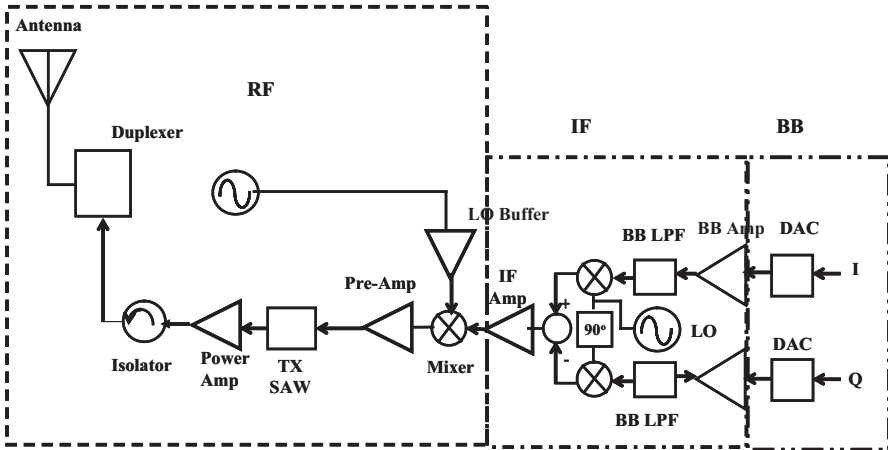 Antenna
RF
Duplexer
IF
BB
LO Buffer
BB LPF
BB Amp
DAC
I
Pre-Amp
IF
Amp
+
90°
LO
Isolator
Power
Amp
TX
SAW
Mixer
-
BB LPF
DAC
Q